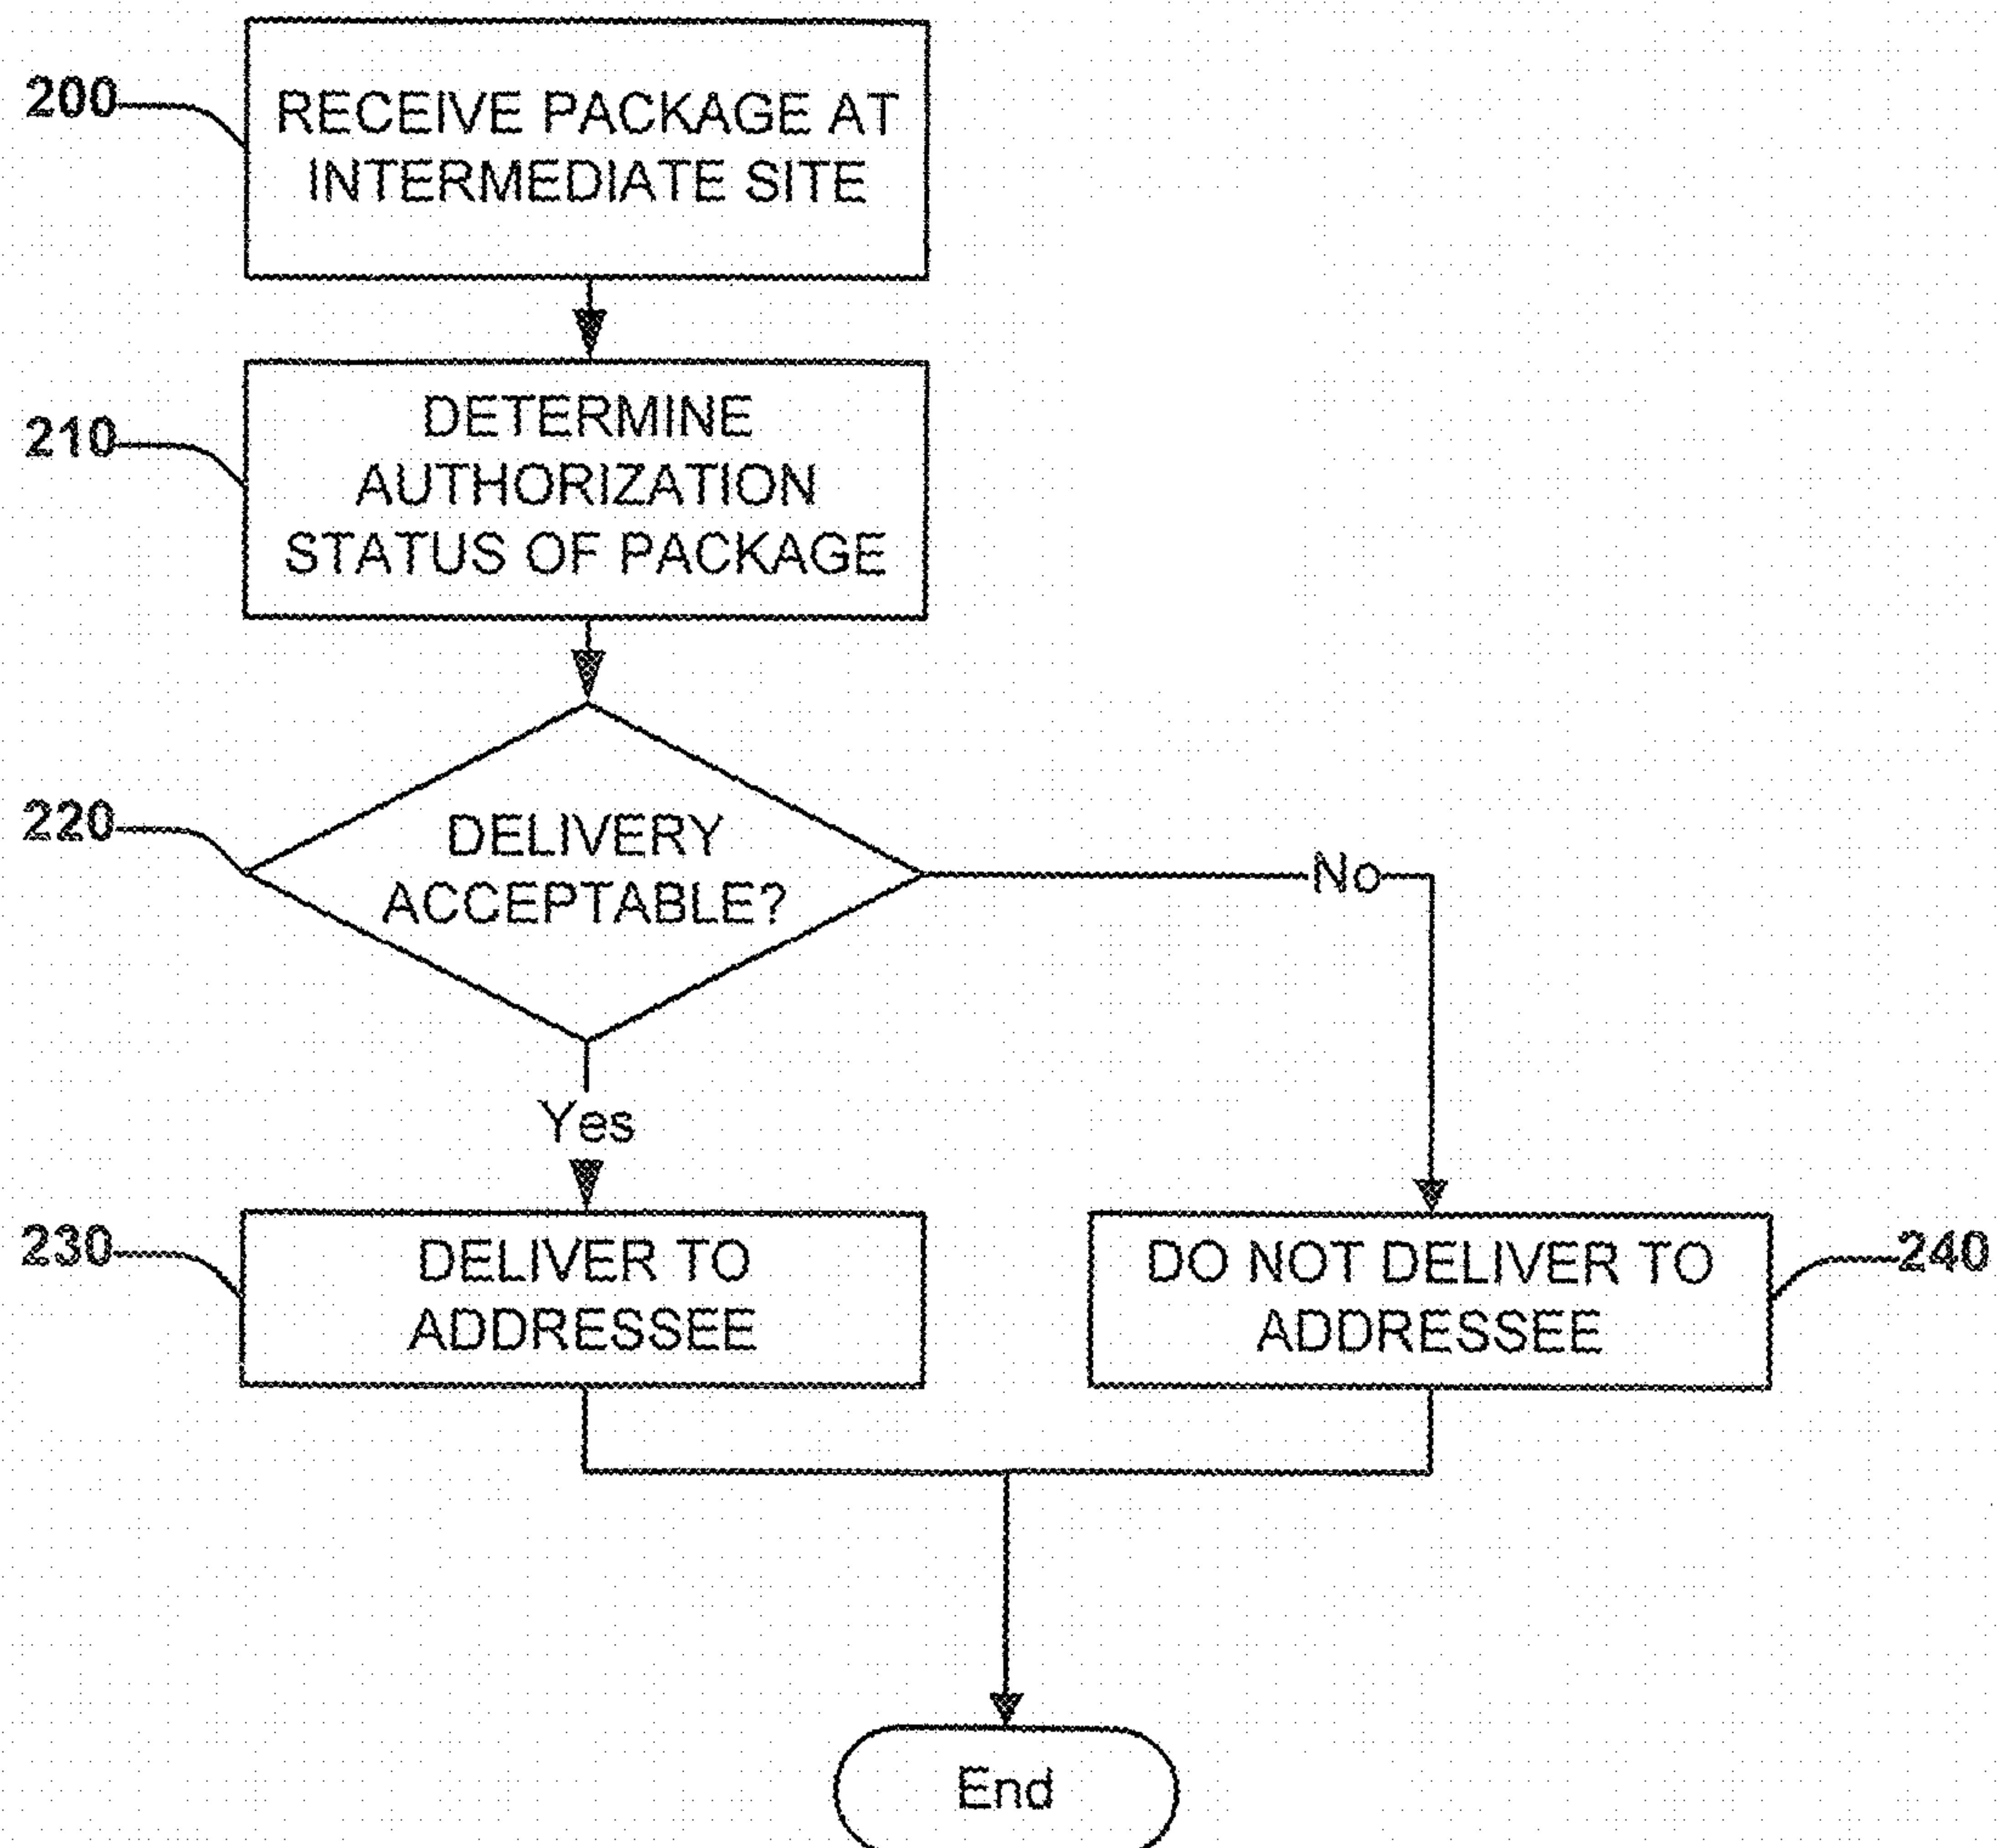 200
RECEIVE PACKAGE AT
INTERMEDIATE SITE
210
DETERMINE
AUTHORIZATION
STATUS OF PACKAGE
220
DELIVERY
ACCEPTABLE?
No
Yes
230
DELIVER TO
ADDRESSEE
DO NOT DELIVER TO
ADDRESSEE
240
End